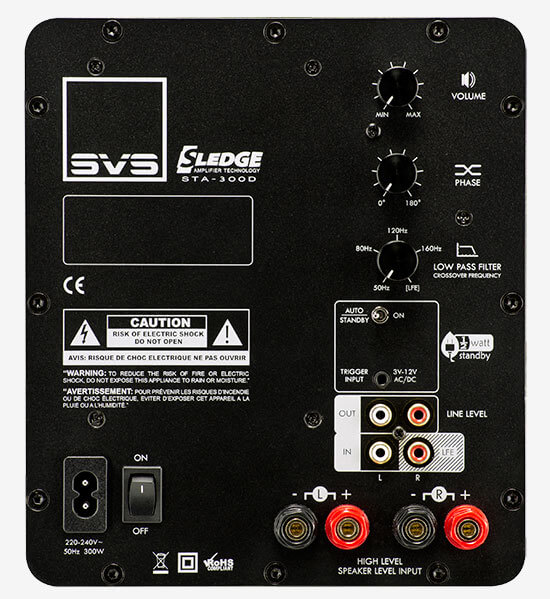 SVS
SLEDGE
AMPLIFIER TECHNOLOGY
STA-300D
VOLUME
MIN MAX
PHASE
0° 180°
120Hz
80Hz 160Hz
50Hz (LFE)
LOW PASS FILTER
CROSSOVER FREQUENCY
CE
CAUTION
RISK OF ELECTRIC SHOCK
DO NOT OPEN
AVIS: RISQUE DE CHOC ELECTRIQUE NE PAS OUVRIR
"WARNING: TO REDUCE THE RISK OF FIRE OR ELECTRIC
SHOCK, DO NOT EXPOSE THIS APPLIANCE TO RAIN OR MOISTURE."
"AVERTISSEMENT: POUR PRÉVENIR LES RISQUES D'INCENDIE
OU DE CHOC ÉLECTRIQUE, EVITER D'EXPOSER CET APPAREIL A LA
PLUIE OU A L'HUMIDITÉ."
AUTO
STANDBY
ON
TRIGGER
INPUT
3V-12V
AC/DC
½ watt
standby
OUT
LINE LEVEL
IN
LFE
L R
ON
OFF
220-240V~
50Hz 300W
RoHS
COMPLIANT
- L +
- R +
HIGH LEVEL
SPEAKER LEVEL INPUT